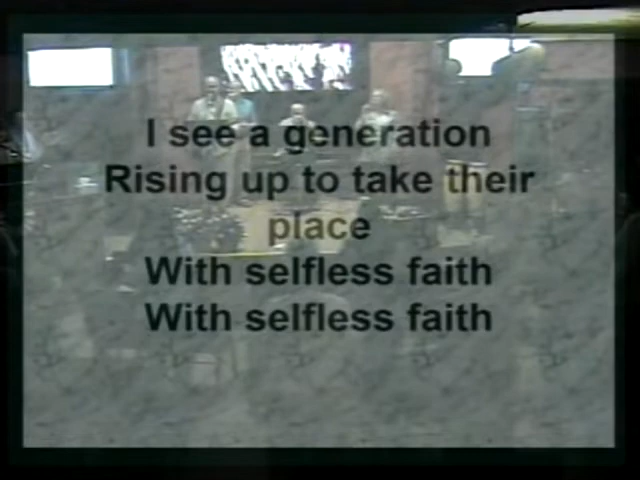 I see a generation
Rising up to take their
place
With selfless faith
With selfless faith